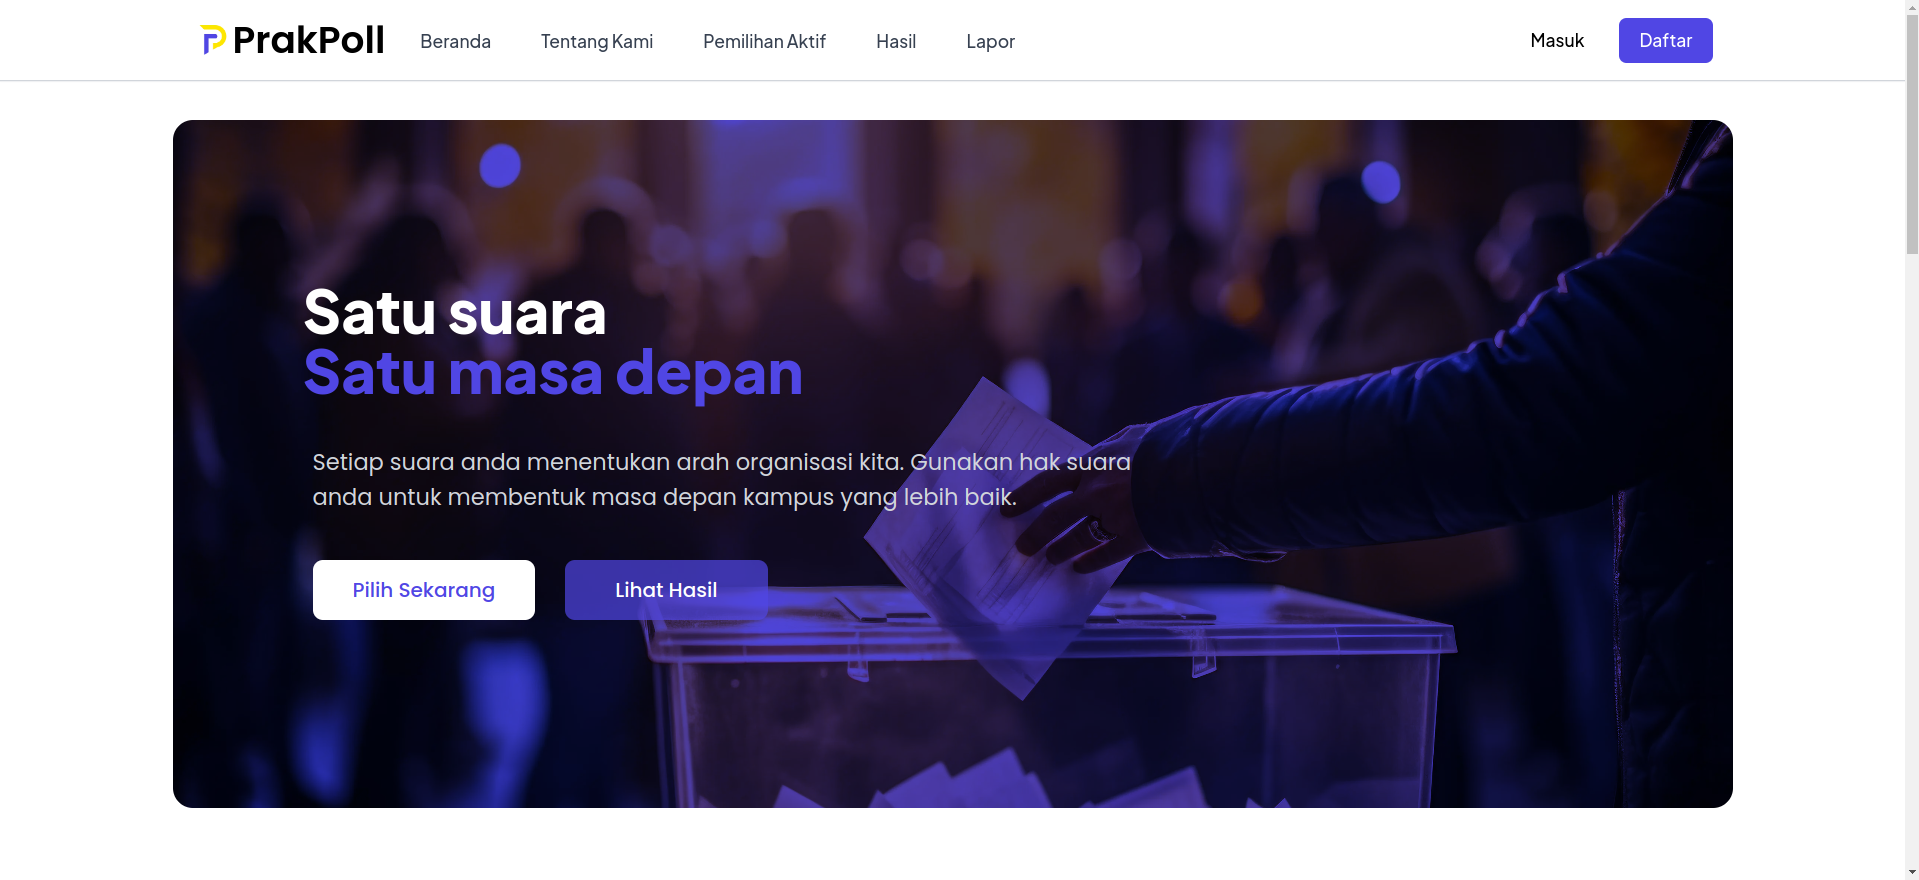 PrakPoll
Beranda
Tentang Kami
Pemilihan Aktif
Hasil
Lapor
Masuk
Daftar
Satu suara
Satu masa depan
Setiap suara anda menentukan arah organisasi kita. Gunakan hak suara
anda untuk membentuk masa depan kampus yang lebih baik.
Pilih Sekarang
Lihat Hasil